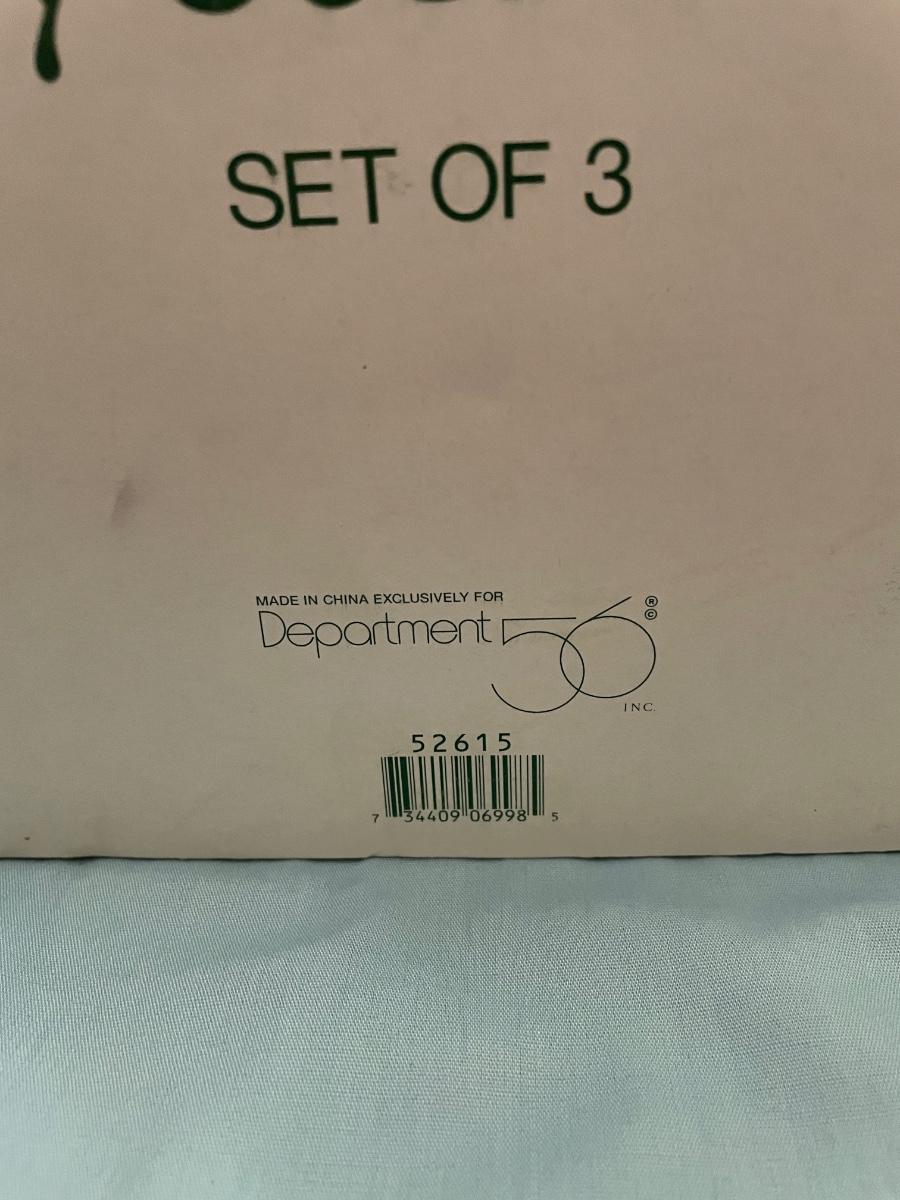 SET OF 3
MADE IN CHINA EXCLUSIVELY FOR
Department 56 ® ©
INC.
52615
7 34409 06998 5